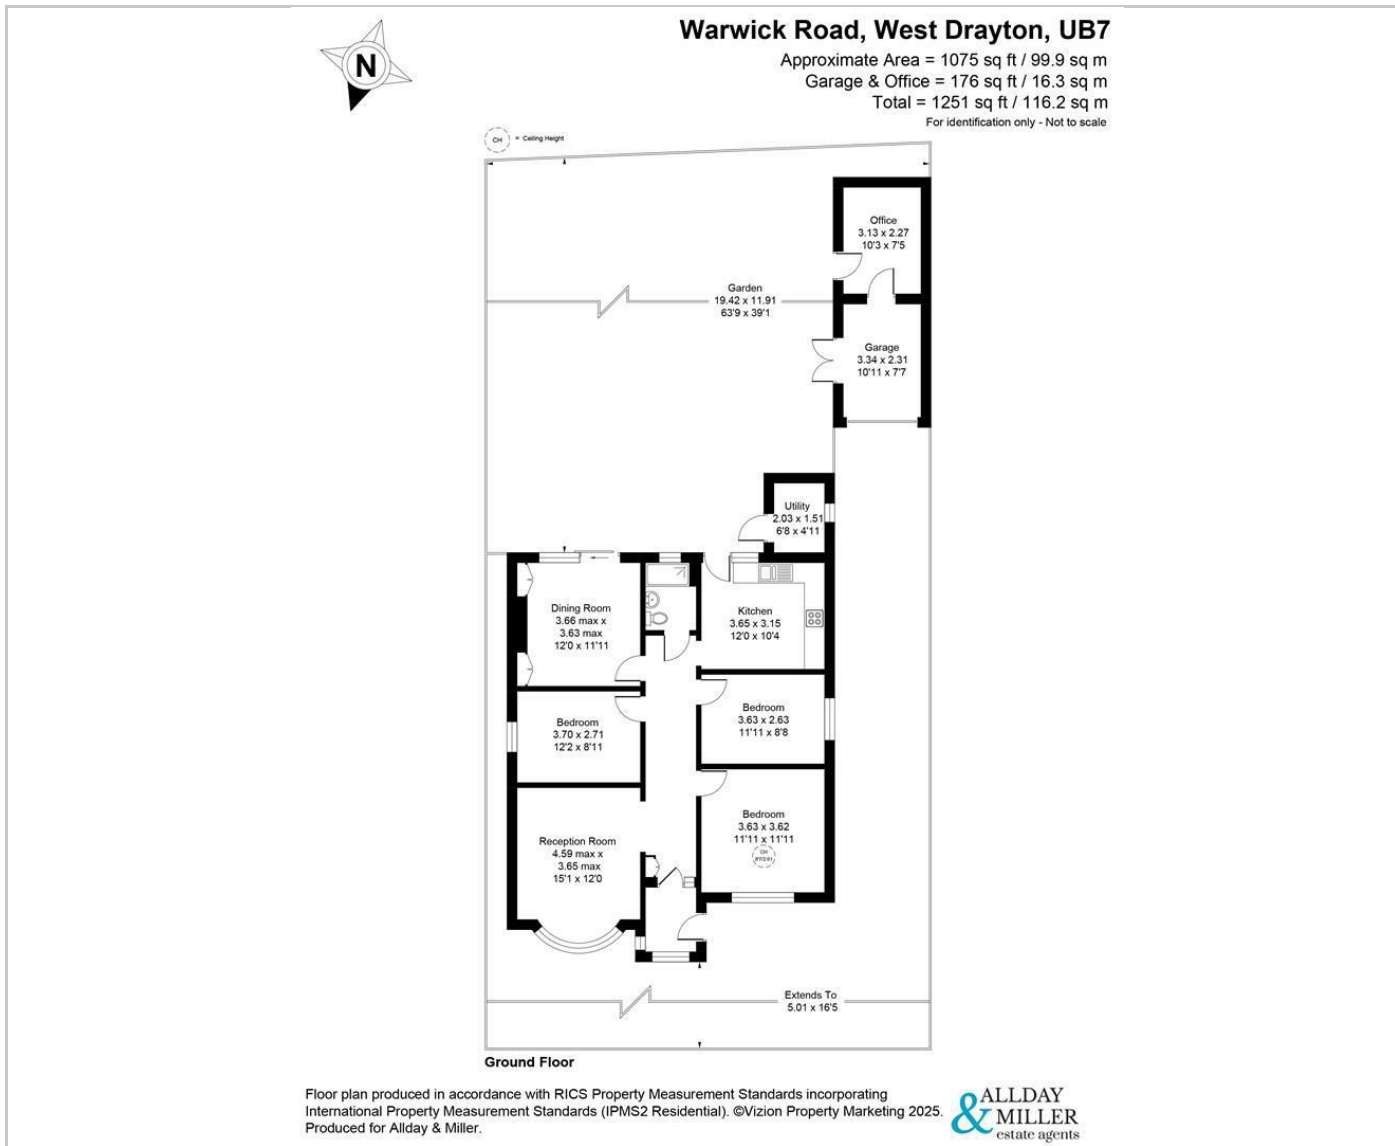 N
Warwick Road, West Drayton, UB7
Approximate Area = 1075 sq ft / 99.9 sq m
Garage & Office = 176 sq ft / 16.3 sq m
Total = 1251 sq ft / 116.2 sq m
For identification only - Not to scale
CH = Ceiling Height
Office
3.13 x 2.27
10'3 x 7'5
Garden
19.42 x 11.91
63'9 x 39'1
Garage
3.34 x 2.31
10'11 x 7'7
Utility
2.03 x 1.51
6'8 x 4'11
Dining Room
3.66 max x
3.63 max
12'0 x 11'11
Kitchen
3.65 x 3.15
12'0 x 10'4
Bedroom
3.70 x 2.71
12'2 x 8'11
Bedroom
3.63 x 2.63
11'11 x 8'8
Reception Room
4.59 max x
3.65 max
15'1 x 12'0
Bedroom
3.63 x 3.62
11'11 x 11'11
CH
Extends To
5.01 x 16'5
Ground Floor
Floor plan produced in accordance with RICS Property Measurement Standards incorporating
International Property Measurement Standards (IPMS2 Residential). ©Vizion Property Marketing 2025.
Produced for Allday & Miller.
ALLDAY
& MILLER
estate agents